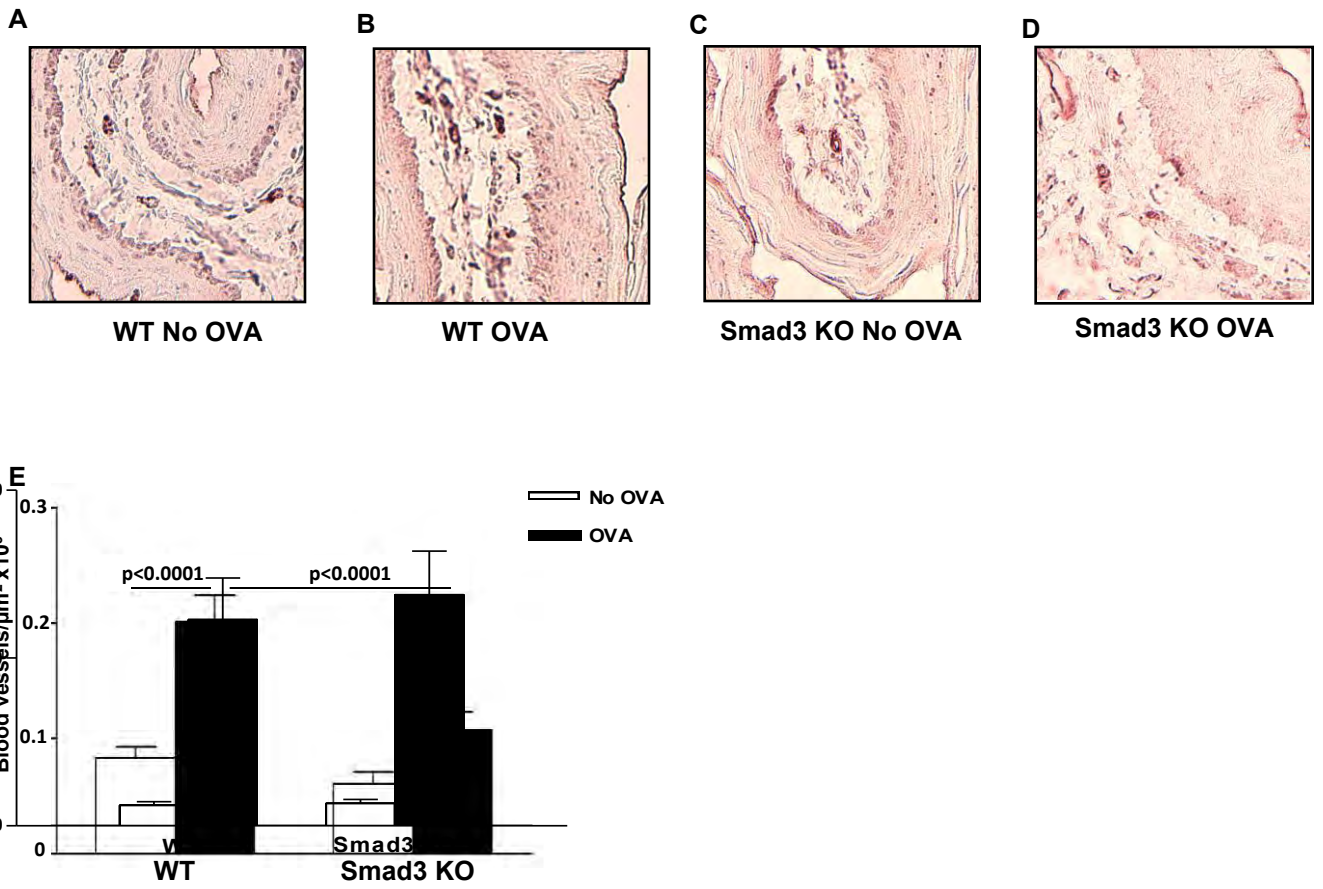 A
B
C
D
WT No OVA
WT OVA
Smad3 KO No OVA
Smad3 KO OVA
E
No OVA
OVA
0.3
0.2
0.1
0
p<0.0001
p<0.0001
Smad3
WT
Smad3 KO